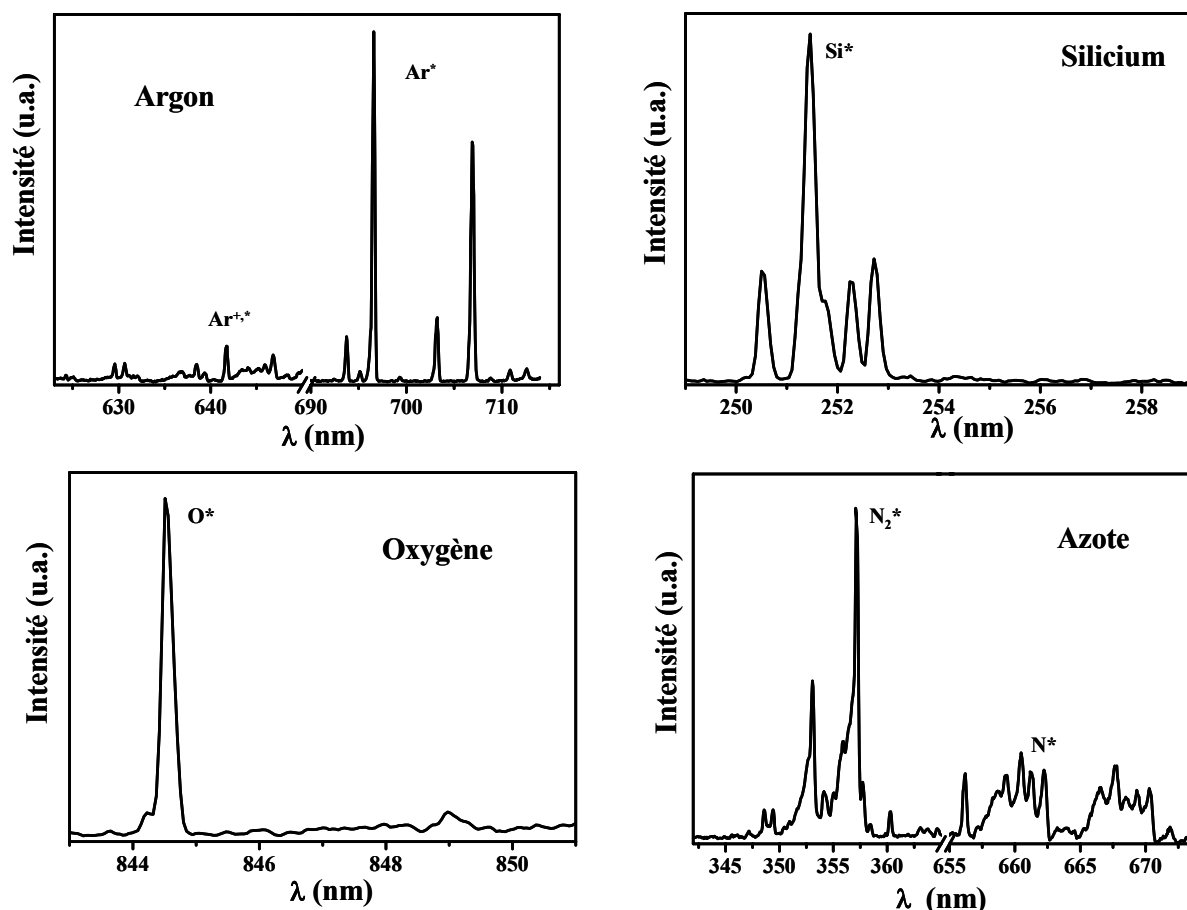 Argon
Ar*
Ar+,*
Intensité (u.a.)
630 640 690 700 710
λ (nm)
Silicium
Si*
Intensité (u.a.)
250 252 254 256 258
λ (nm)
Oxygène
O*
Intensité (u.a.)
844 846 848 850
λ (nm)
Azote
N2*
N*
Intensité (u.a.)
345 350 355 360 655 660 665 670
λ (nm)